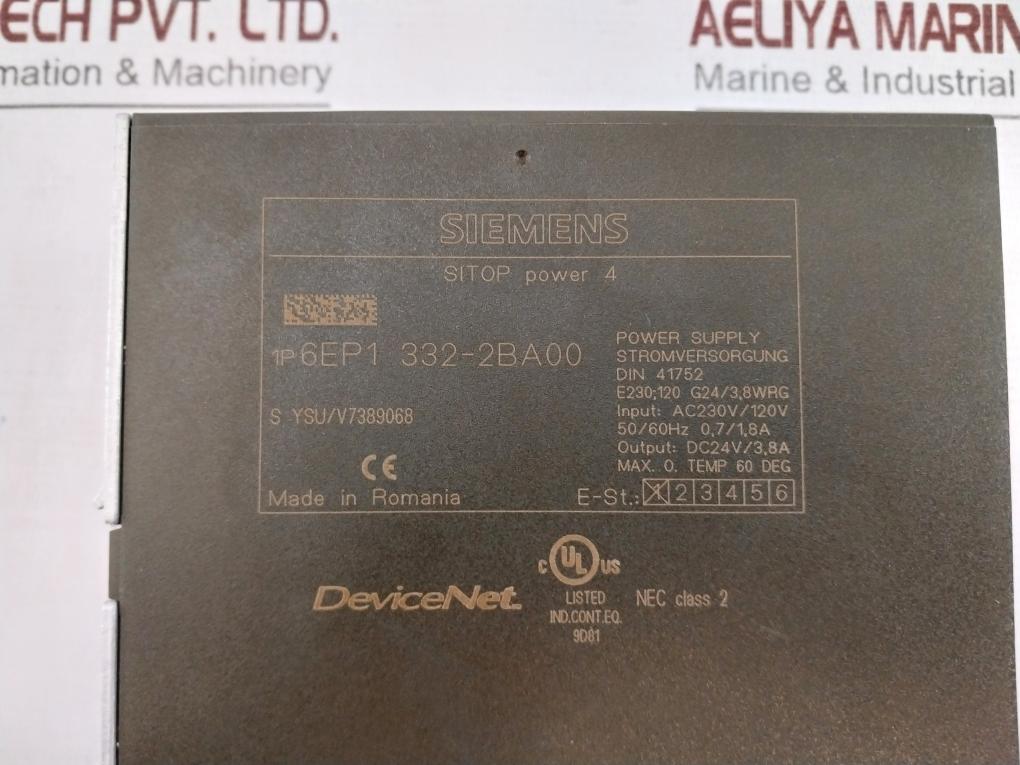 ECH PVT. LTD.
mation & Machinery
AELIYA MARIN
Marine & Industrial
SIEMENS
SITOP power 4
1P 6EP1 332-2BA00
S YSU/V7389068
CE
Made in Romania
POWER SUPPLY
STROMVERSORGUNG
DIN 41752
E230;120 G24/3,8WRG
Input: AC230V/120V
50/60Hz 0,7/1,8A
Output: DC24V/3,8A
MAX. O. TEMP 60 DEG
E-St.: 1 2 3 4 5 6
DeviceNet
C UL US
LISTED
IND.CONT.EQ.
9D81
NEC class 2